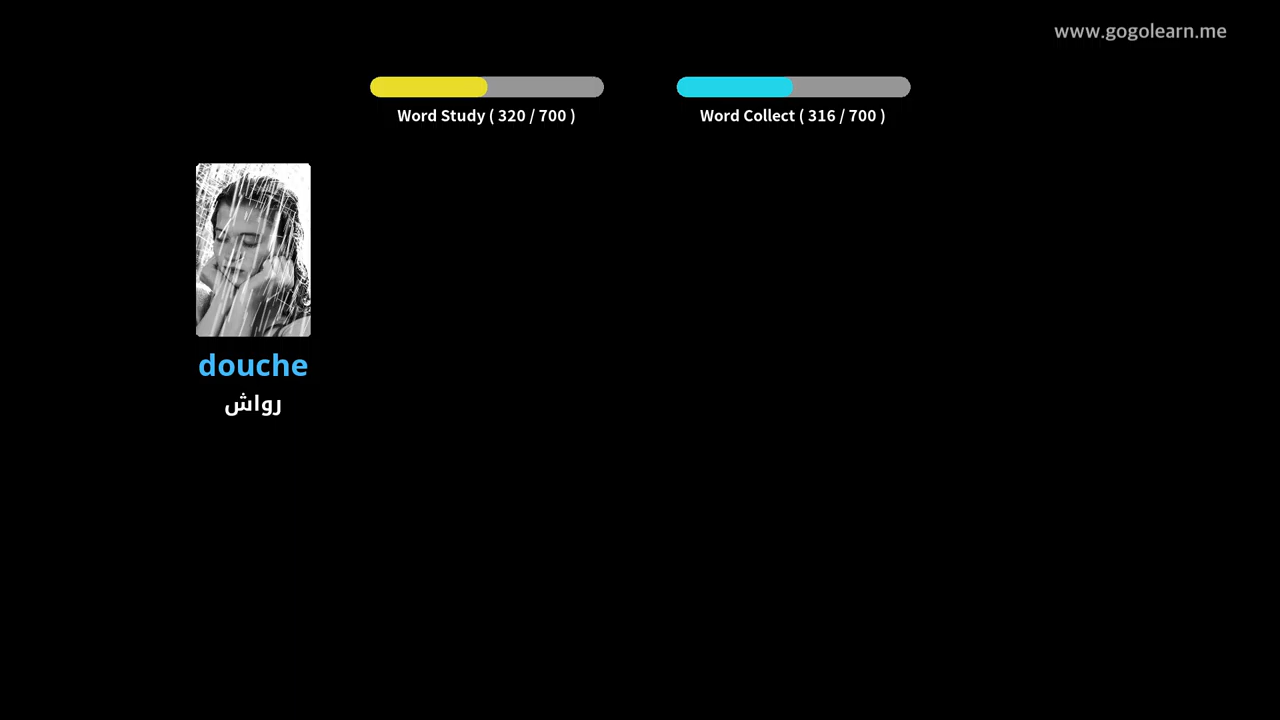 www.gogolearn.me
Word Study ( 320 / 700 )
Word Collect ( 316 / 700 )
douche
رواش